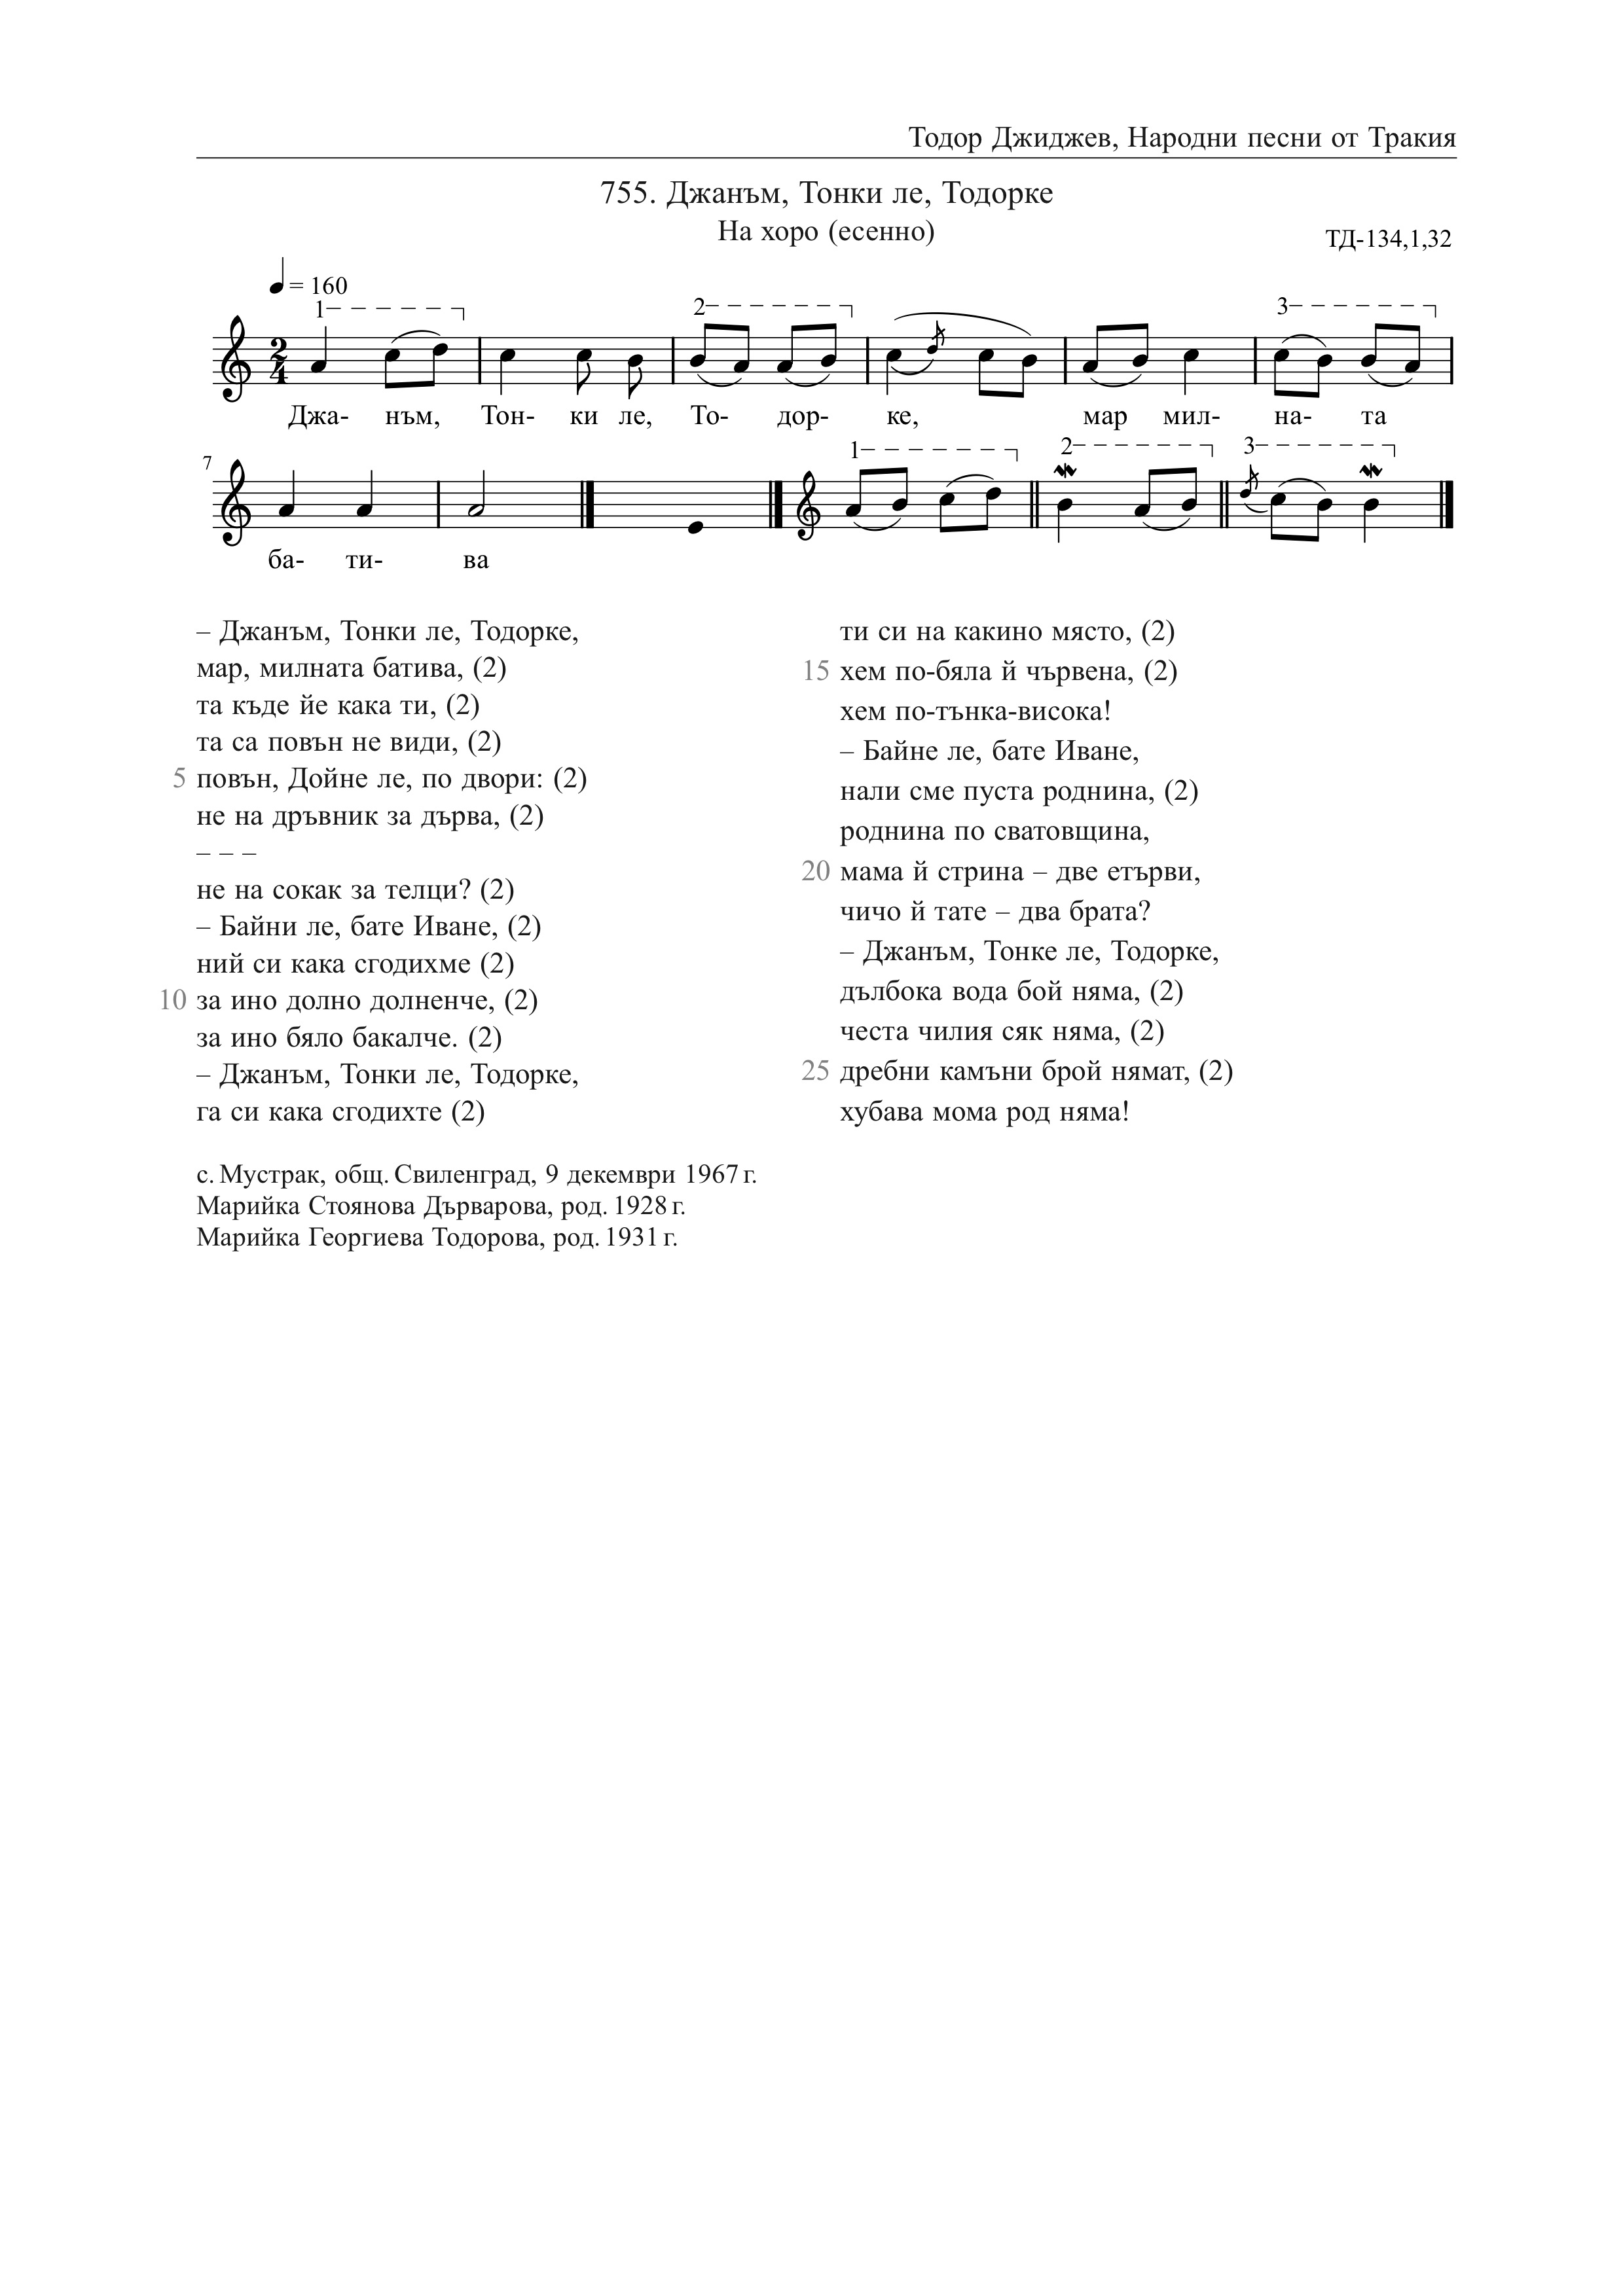 Тодор Джиджев, Народни песни от Тракия
755. Джанъм, Тонки ле, Тодорке
На хоро (есенно)
ТД-134,1,32
= 160
1 2 3
2
4
Джа- нъм, Тон- ки ле, То- дор- ке, мар мил- на- та
7
1 2 3
ба- ти- ва
– Джанъм, Тонки ле, Тодорке,
мар, милната батива, (2)
та къде йе кака ти, (2)
та са повън не види, (2)
5 повън, Дойне ле, по двори: (2)
не на дръвник за дърва, (2)
– – –
не на сокак за телци? (2)
– Байни ле, бате Иване, (2)
ний си кака сгодихме (2)
10 за ино долно долненче, (2)
за ино бяло бакалче. (2)
– Джанъм, Тонки ле, Тодорке,
га си кака сгодихте (2)
ти си на какино място, (2)
15 хем по-бяла й чървена, (2)
хем по-тънка-висока!
– Байне ле, бате Иване,
нали сме пуста роднина, (2)
роднина по сватовщина,
20 мама й стрина – две етърви,
чичо й тате – два брата?
– Джанъм, Тонке ле, Тодорке,
дълбока вода бой няма, (2)
честа чилия сяк няма, (2)
25 дребни камъни брой нямат, (2)
хубава мома род няма!
с. Мустрак, общ. Свиленград, 9 декември 1967 г.
Марийка Стоянова Дърварова, род. 1928 г.
Марийка Георгиева Тодорова, род. 1931 г.